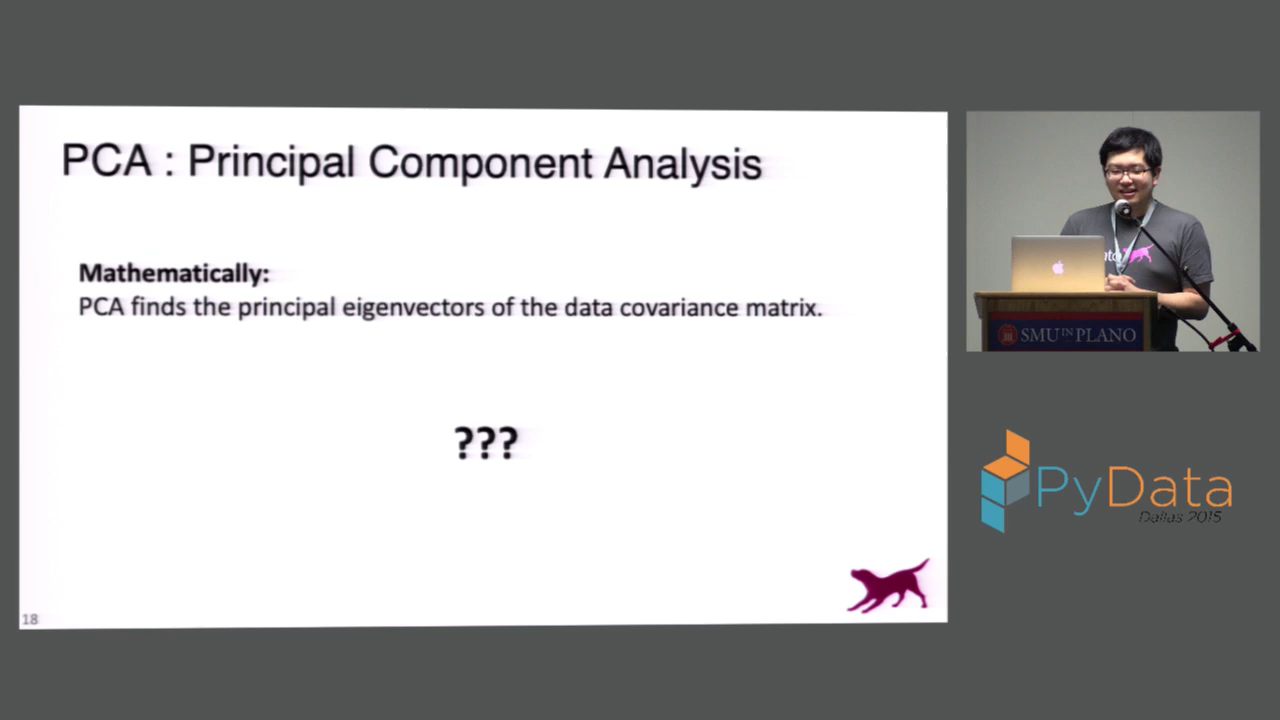 PCA : Principal Component Analysis
Mathematically:
PCA finds the principal eigenvectors of the data covariance matrix.
???
18
SMU IN PLANO
PyData
Dallas 2015